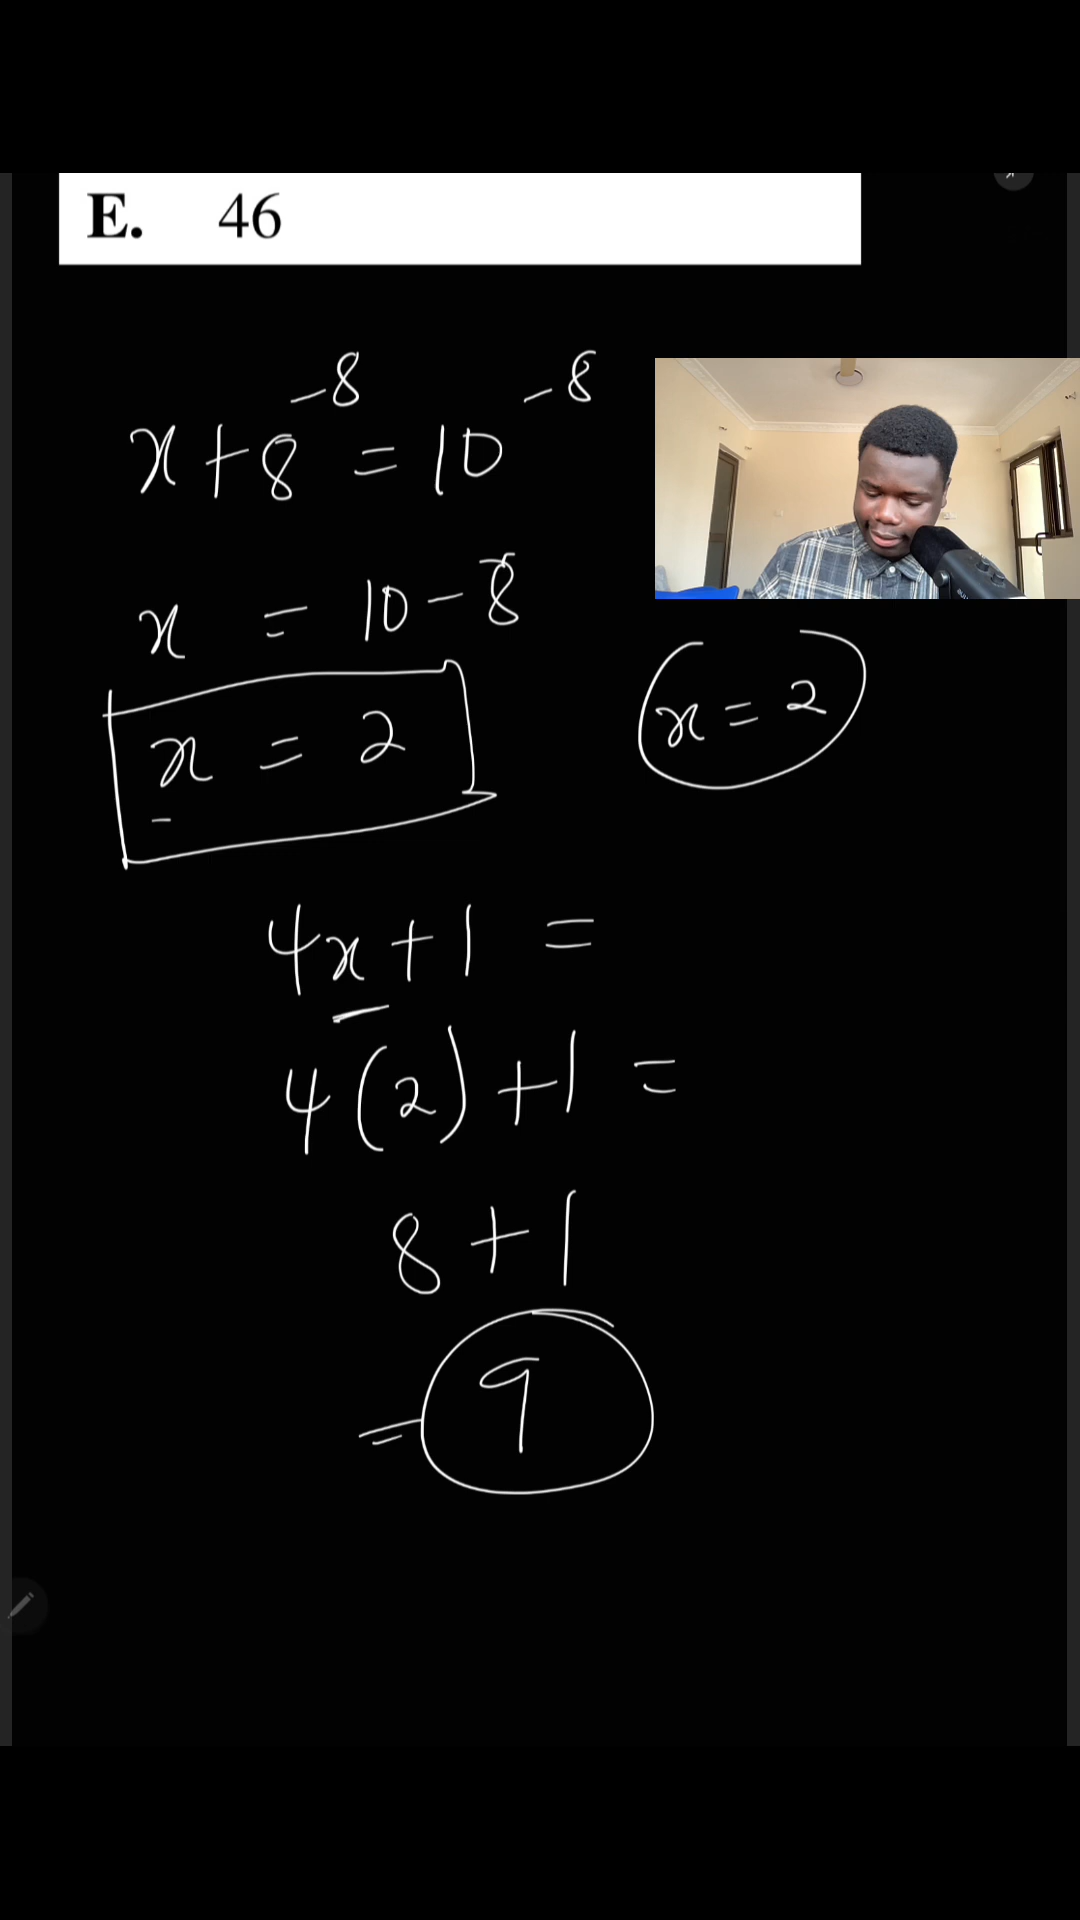 E. 46
-8 -8
x+8 = 10
x = 10-8
x = 2
x = 2
4x+1 =
4(2)+1 =
8+1
= 9